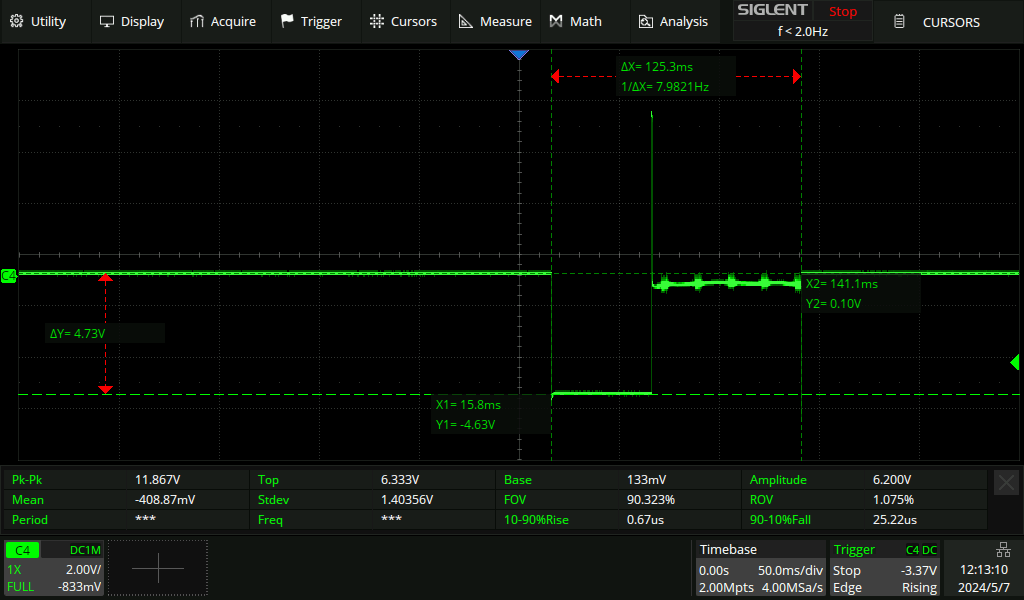 Utility Display Acquire Trigger Cursors Measure Math Analysis SIGLENT Stop CURSORS
f < 2.0Hz
ΔX= 125.3ms
1/ΔX= 7.9821Hz
C4
X2= 141.1ms
Y2= 0.10V
ΔY= 4.73V
X1= 15.8ms
Y1= -4.63V
Pk-Pk 11.867V Top 6.333V Base 133mV Amplitude 6.200V
Mean -408.87mV Stdev 1.40356V FOV 90.323% ROV 1.075%
Period *** Freq *** 10-90%Rise 0.67us 90-10%Fall 25.22us
C4 DC1M Timebase Trigger C4 DC
1X 2.00V/ 0.00s 50.0ms/div Stop -3.37V 12:13:10
FULL -833mV 2.00Mpts 4.00MSa/s Edge Rising 2024/5/7